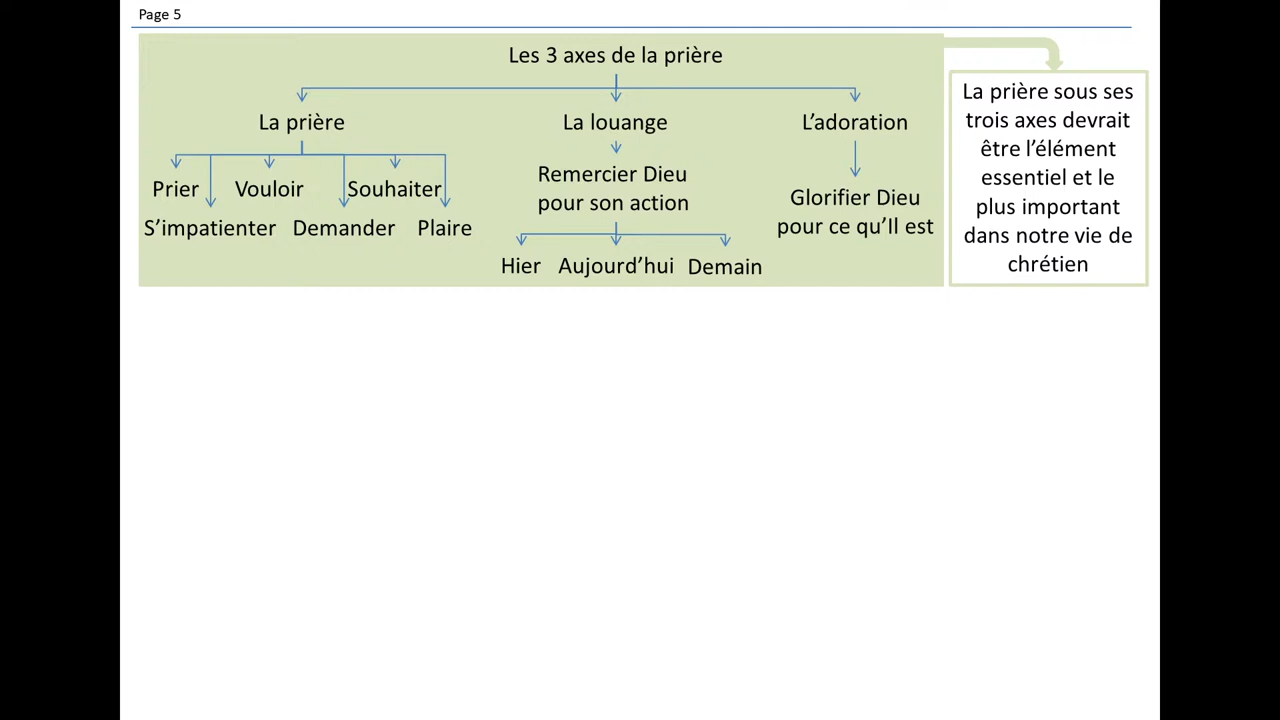 Page 5
Les 3 axes de la prière
La prière
La louange
L’adoration
Prier
Vouloir
Souhaiter
S’impatienter
Demander
Plaire
Remercier Dieu
pour son action
Hier
Aujourd’hui
Demain
Glorifier Dieu
pour ce qu’Il est
La prière sous ses
trois axes devrait
être l’élément
essentiel et le
plus important
dans notre vie de
chrétien